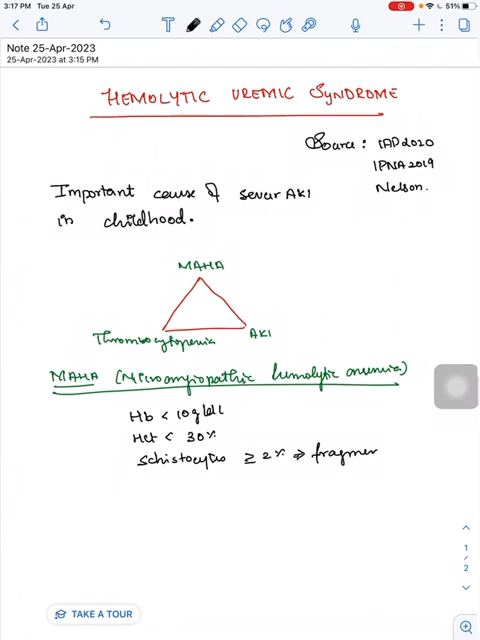 3:17 PM Tue 25 Apr
51%
Note 25-Apr-2023
25-Apr-2023 at 3:15 PM
HEMOLYTIC UREMIC SYNDROME
Source: IAP 2020
IPNA 2019
Nelson.
Important cause of sever AKI
in childhood.
MAHA
Thrombocytopenia
AKI
MAHA (Microangiopathic hemolytic anemia)
Hb < 10g/dl
Hct < 30%
Schistocytes ≥ 2% ⇒ fragmen
1
/
2
TAKE A TOUR